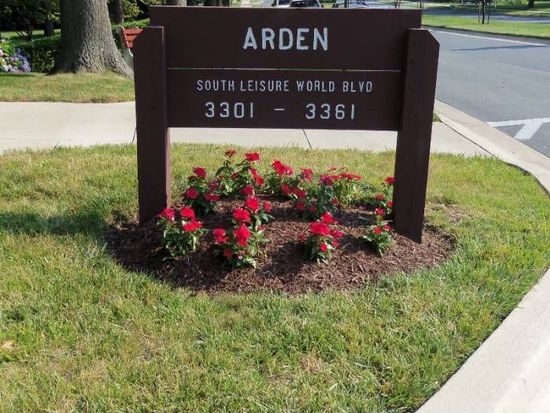 ARDEN
SOUTH LEISURE WORLD BLVD
3301 - 3361